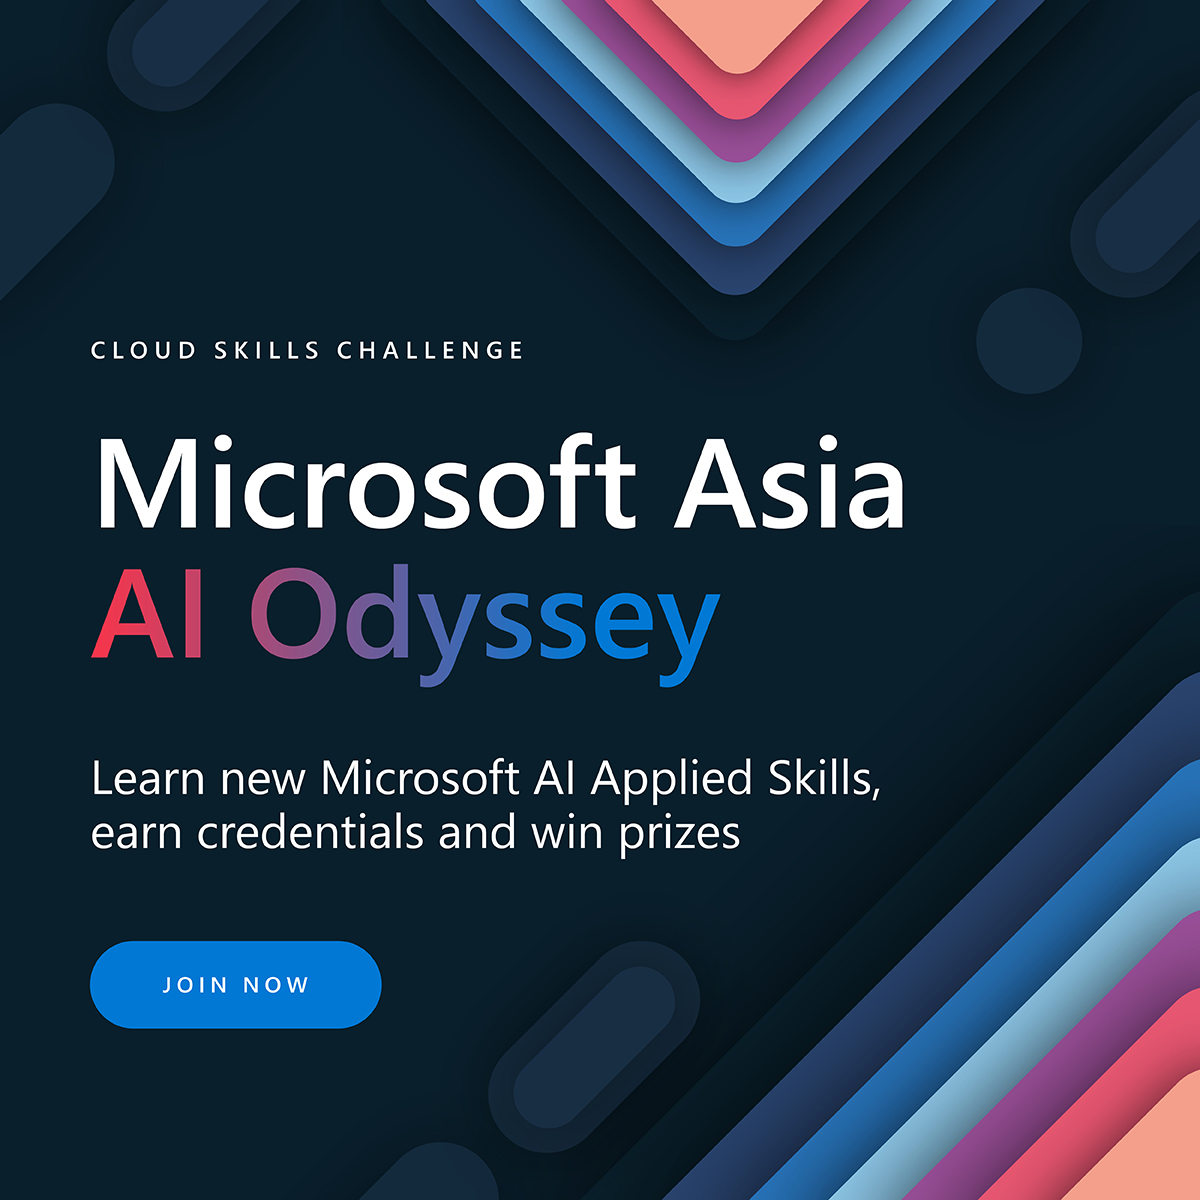 CLOUD SKILLS CHALLENGE
Microsoft Asia
AI Odyssey
Learn new Microsoft AI Applied Skills,
earn credentials and win prizes
JOIN NOW